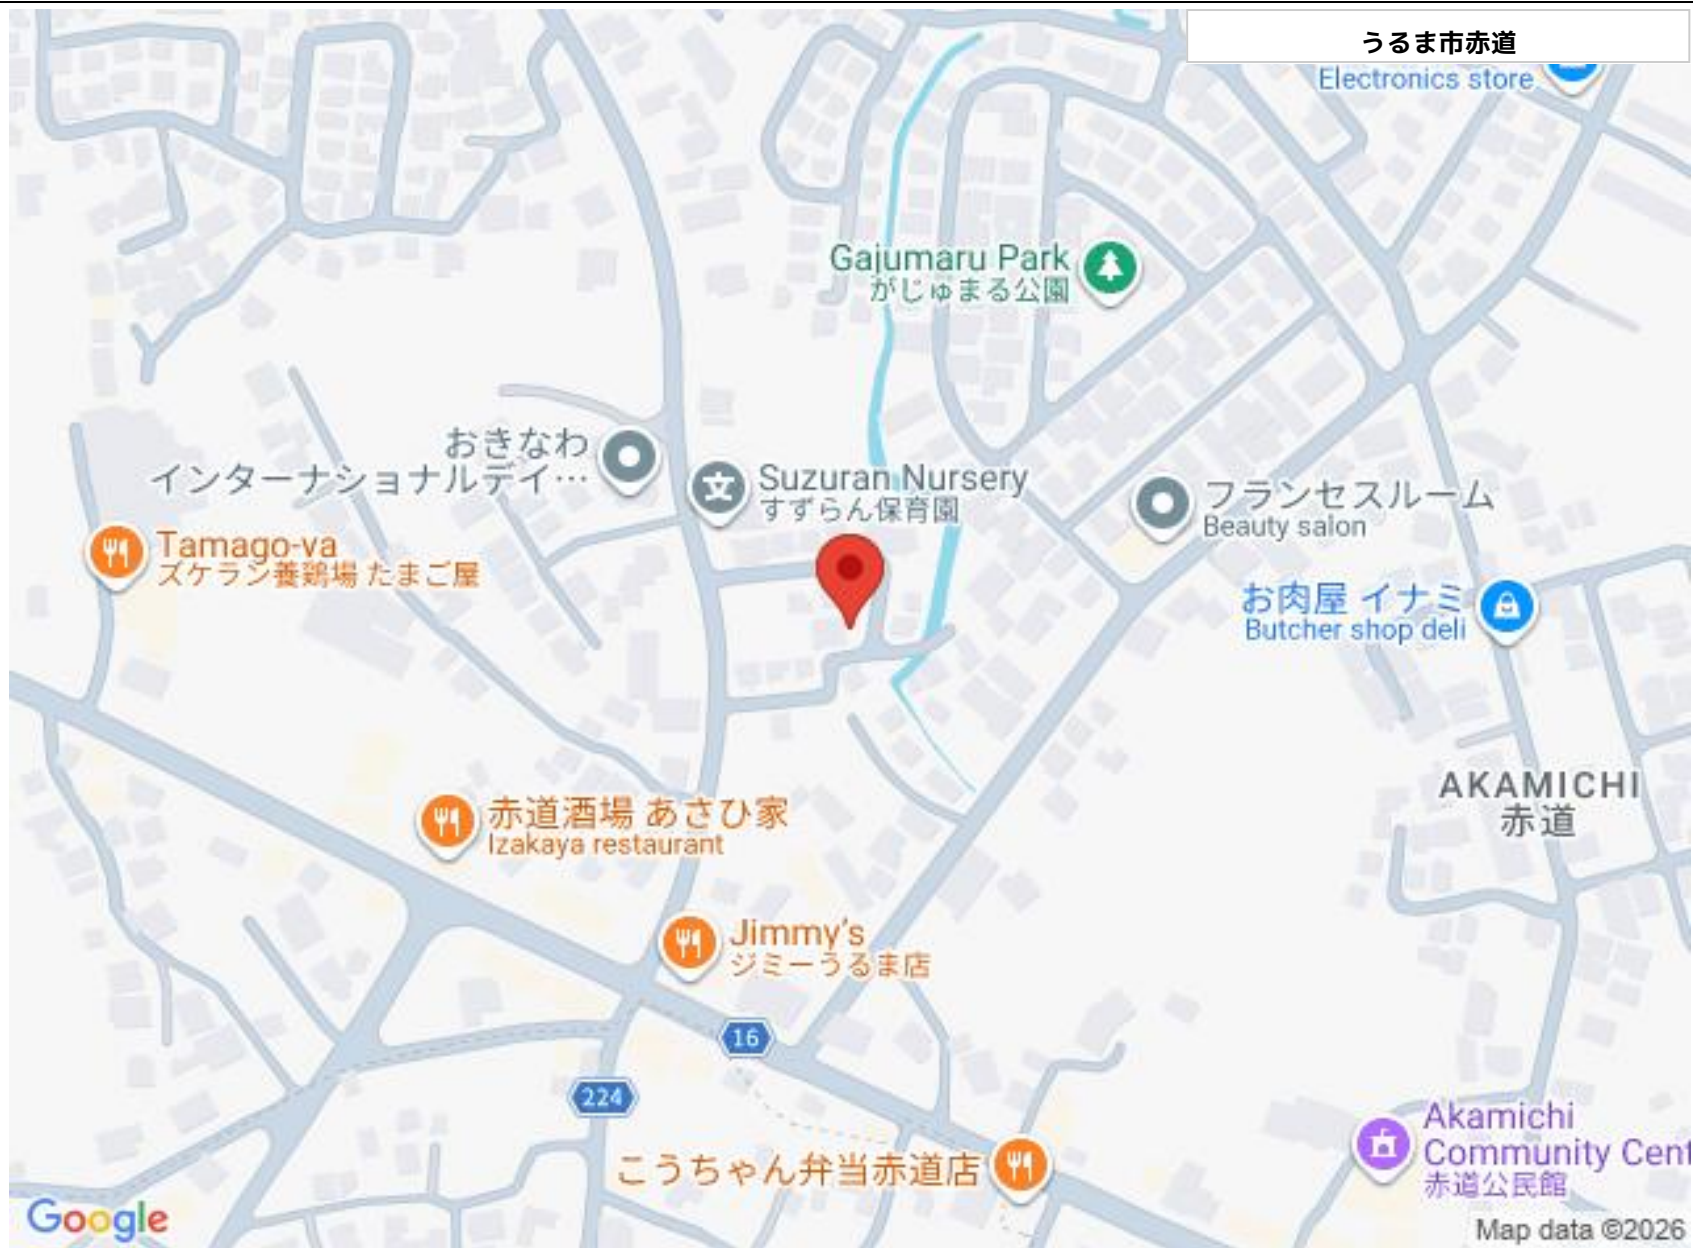 うるま市赤道
Electronics store
Gajumaru Park
がじゅまる公園
おきなわ
インターナショナルデイ…
Suzuran Nursery
すずらん保育園
フランセスルーム
Beauty salon
Tamago-ya
ズケラン養鶏場 たまご屋
お肉屋 イナミ
Butcher shop deli
AKAMICHI
赤道
赤道酒場 あさひ家
Izakaya restaurant
Jimmy's
ジミーうるま店
16
224
Akamichi
Community Cent
赤道公民館
こうちゃん弁当赤道店
Google
Map data ©2026